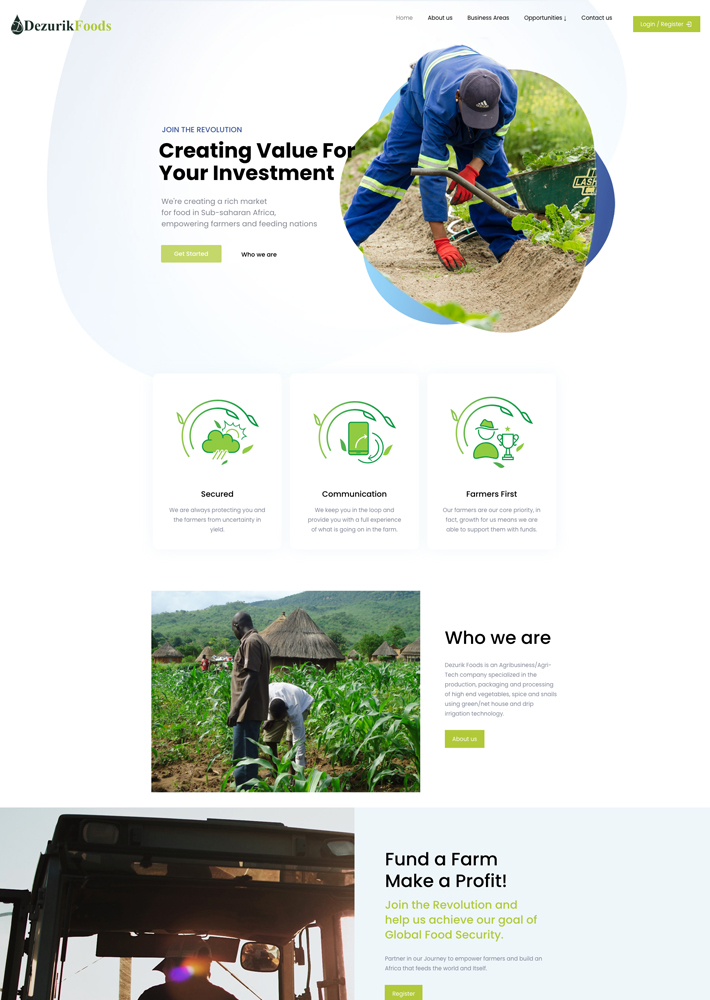 DezurikFoods
Home About us Business Areas Opportunities ↓ Contact us Login / Register
JOIN THE REVOLUTION
Creating Value For
Your Investment
We're creating a rich market
for food in Sub-saharan Africa,
empowering farmers and feeding nations
Get Started Who we are
LASH
Secured
We are always protecting you and
the farmers from uncertainty in
yield.
Communication
We keep you in the loop and
provide you with a full experience
of what is going on in the farm.
Farmers First
Our farmers are our core priority, in
fact, growth for us means we are
able to support them with funds.
Who we are
Dezurik Foods is an Agribusiness/Agri-
Tech company specialized in the
production, packaging and processing
of high end vegetables, spice and snails
using green/net house and drip
irrigation technology.
About us
Fund a Farm
Make a Profit!
Join the Revolution and
help us achieve our goal of
Global Food Security.
Partner in our Journey to empower farmers and build an
Africa that feeds the world and itself.
Register